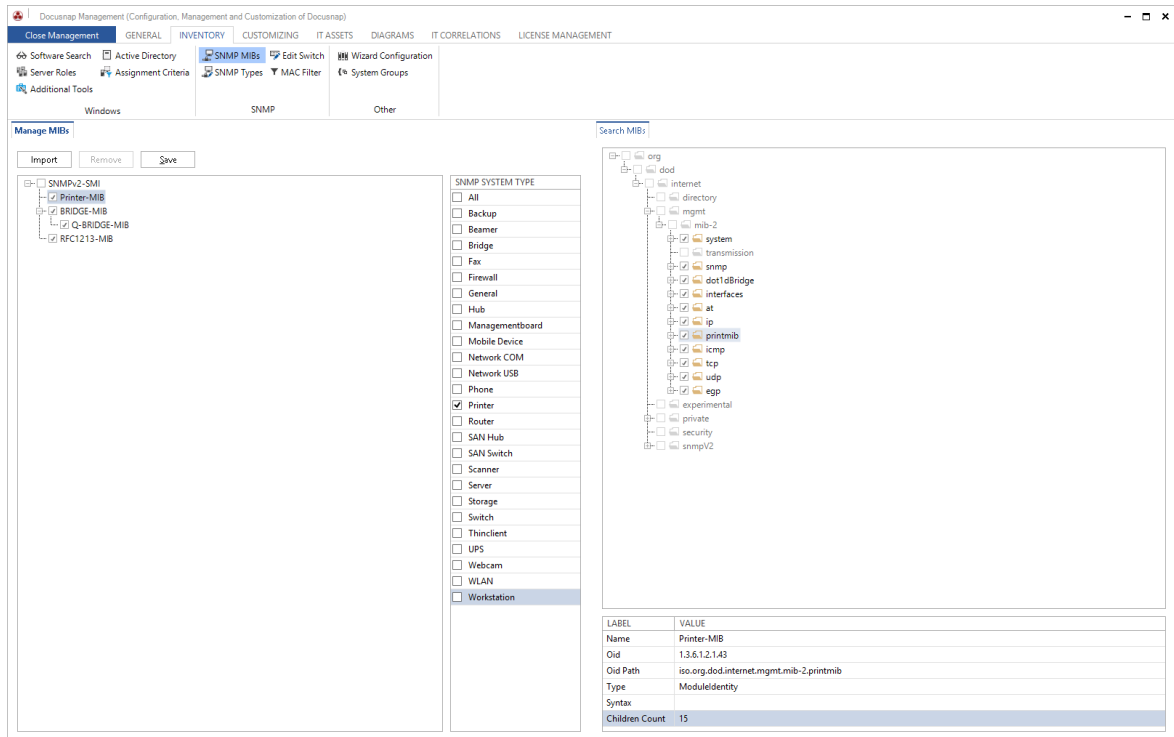 Docusnap Management (Configuration, Management and Customization of Docusnap)
Close Management GENERAL INVENTORY CUSTOMIZING IT ASSETS DIAGRAMS IT CORRELATIONS LICENSE MANAGEMENT
Software Search Active Directory SNMP MIBs Edit Switch Wizard Configuration
Server Roles Assignment Criteria SNMP Types MAC Filter System Groups
Additional Tools
Windows SNMP Other
Manage MIBs
Import Remove Save
SNMPv2-SMI
Printer-MIB
BRIDGE-MIB
Q-BRIDGE-MIB
RFC1213-MIB
SNMP SYSTEM TYPE
All
Backup
Beamer
Bridge
Fax
Firewall
General
Hub
Managementboard
Mobile Device
Network COM
Network USB
Phone
Printer
Router
SAN Hub
SAN Switch
Scanner
Server
Storage
Switch
Thinclient
UPS
Webcam
WLAN
Workstation
Search MIBs
org
dod
internet
directory
mgmt
mib-2
system
transmission
snmp
dot1dBridge
interfaces
at
ip
printmib
icmp
tcp
udp
egp
experimental
private
security
snmpV2
LABEL VALUE
Name Printer-MIB
Oid 1.3.6.1.2.1.43
Oid Path iso.org.dod.internet.mgmt.mib-2.printmib
Type ModuleIdentity
Syntax
Children Count 15